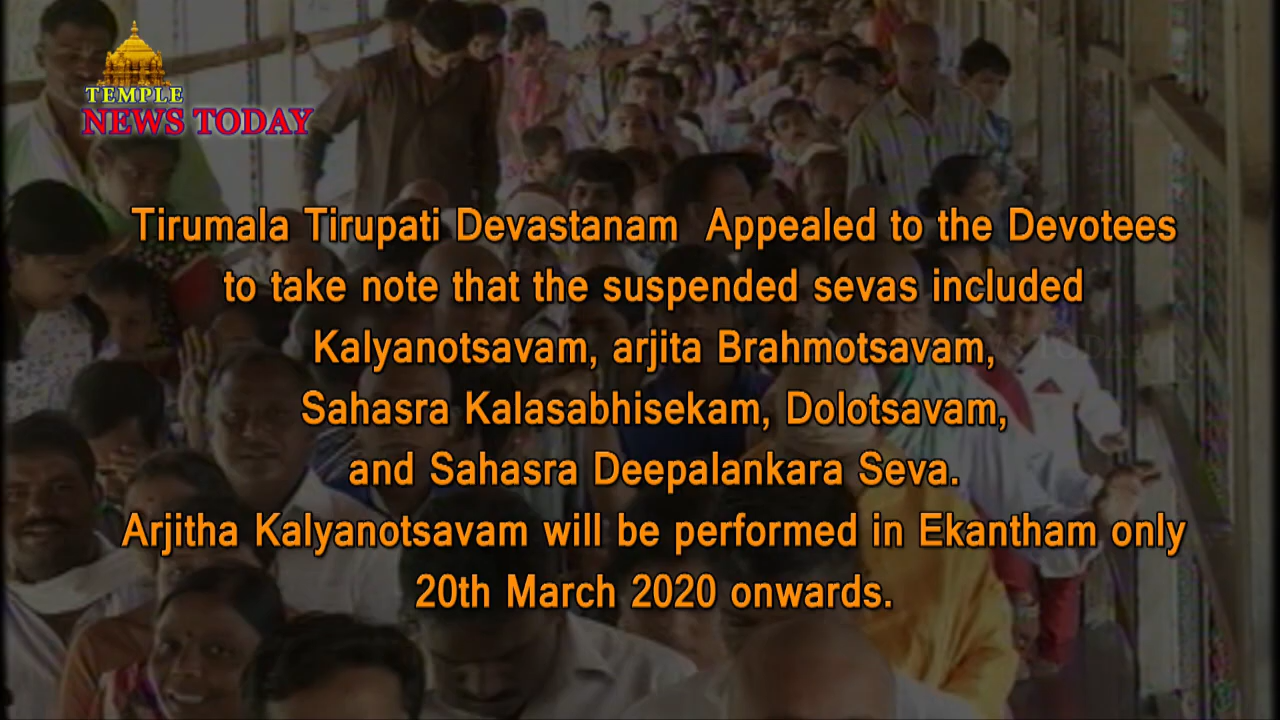 TEMPLE
NEWS TODAY
Tirumala Tirupati Devastanam Appealed to the Devotees
to take note that the suspended sevas included
Kalyanotsavam, arjita Brahmotsavam,
Sahasra Kalasabhisekam, Dolotsavam,
and Sahasra Deepalankara Seva.
Arjitha Kalyanotsavam will be performed in Ekantham only
20th March 2020 onwards.